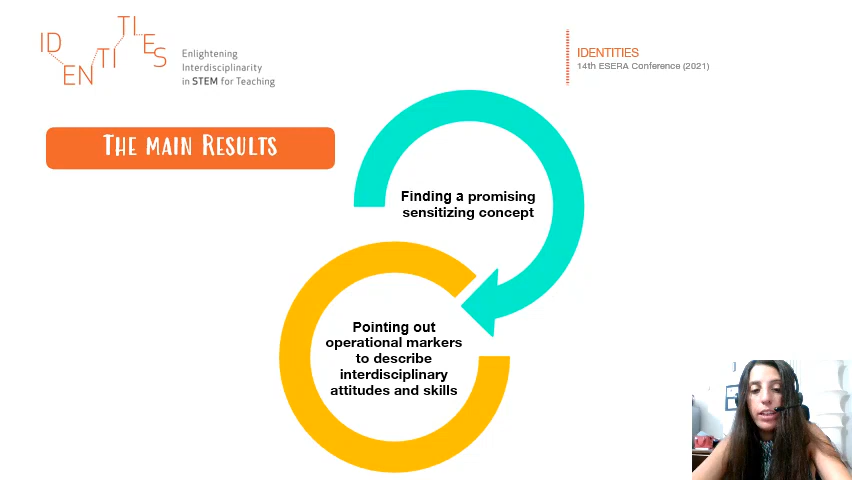 IDENTITIES
Enlightening
Interdisciplinarity
in STEM for Teaching
IDENTITIES
14th ESERA Conference (2021)
THE MAIN RESULTS
Finding a promising
sensitizing concept
Pointing out
operational markers
to describe
interdisciplinary
attitudes and skills